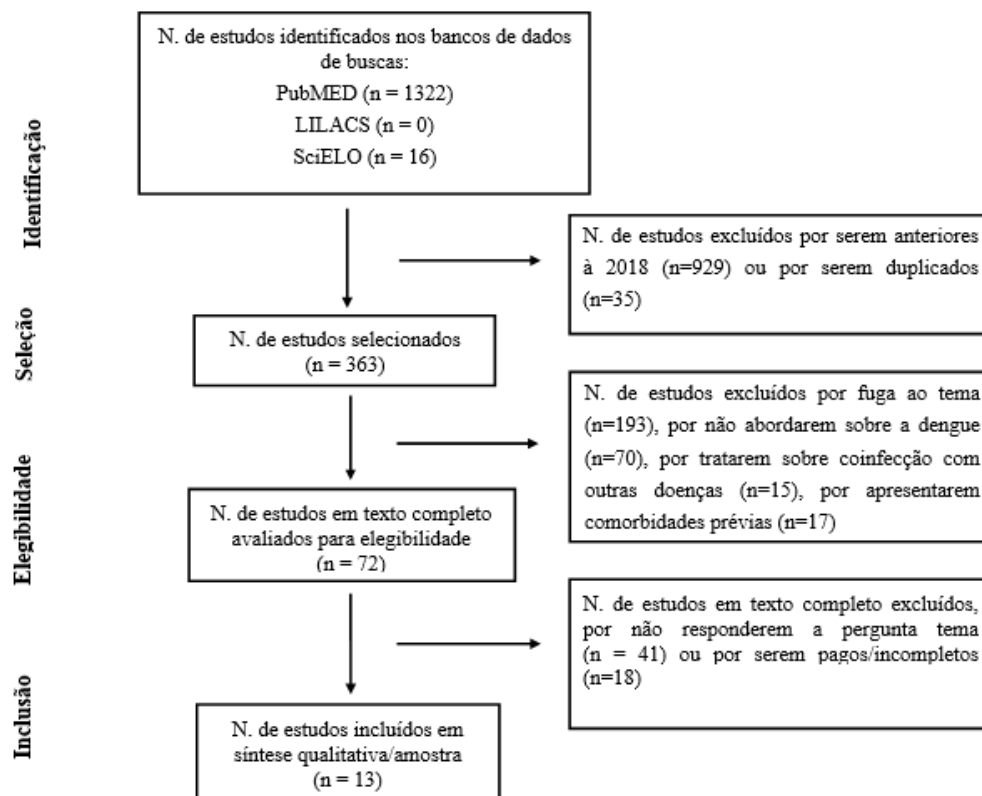 N. de estudos identificados nos bancos de dados
de buscas:
PubMED (n = 1322)
LILACS (n = 0)
SciELO (n = 16)
Identificação
N. de estudos excluídos por serem anteriores
à 2018 (n=929) ou por serem duplicados
(n=35)
Seleção
N. de estudos selecionados
(n = 363)
N. de estudos excluídos por fuga ao tema
(n=193), por não abordarem sobre a dengue
(n=70), por tratarem sobre coinfecção com
outras doenças (n=15), por apresentarem
comorbidades prévias (n=17)
Elegibilidade
N. de estudos em texto completo
avaliados para elegibilidade
(n = 72)
N. de estudos em texto completo excluídos,
por não responderem a pergunta tema
(n = 41) ou por serem pagos/incompletos
(n=18)
Inclusão
N. de estudos incluídos em
síntese qualitativa/amostra
(n = 13)